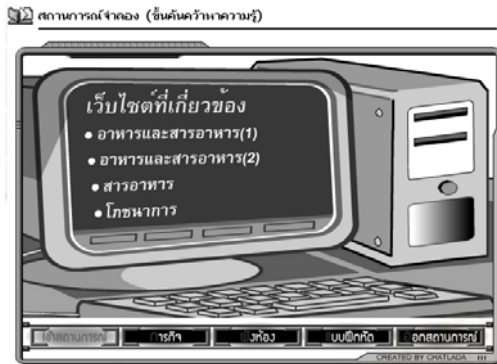 สถานการณ์จำลอง (ขั้นค้นคว้าหาความรู้)
เว็บไซต์ที่เกี่ยวข้อง
• อาหารและสารอาหาร(1)
• อาหารและสารอาหาร(2)
• สารอาหาร
• โภชนาการ
CREATED BY CHATLADA